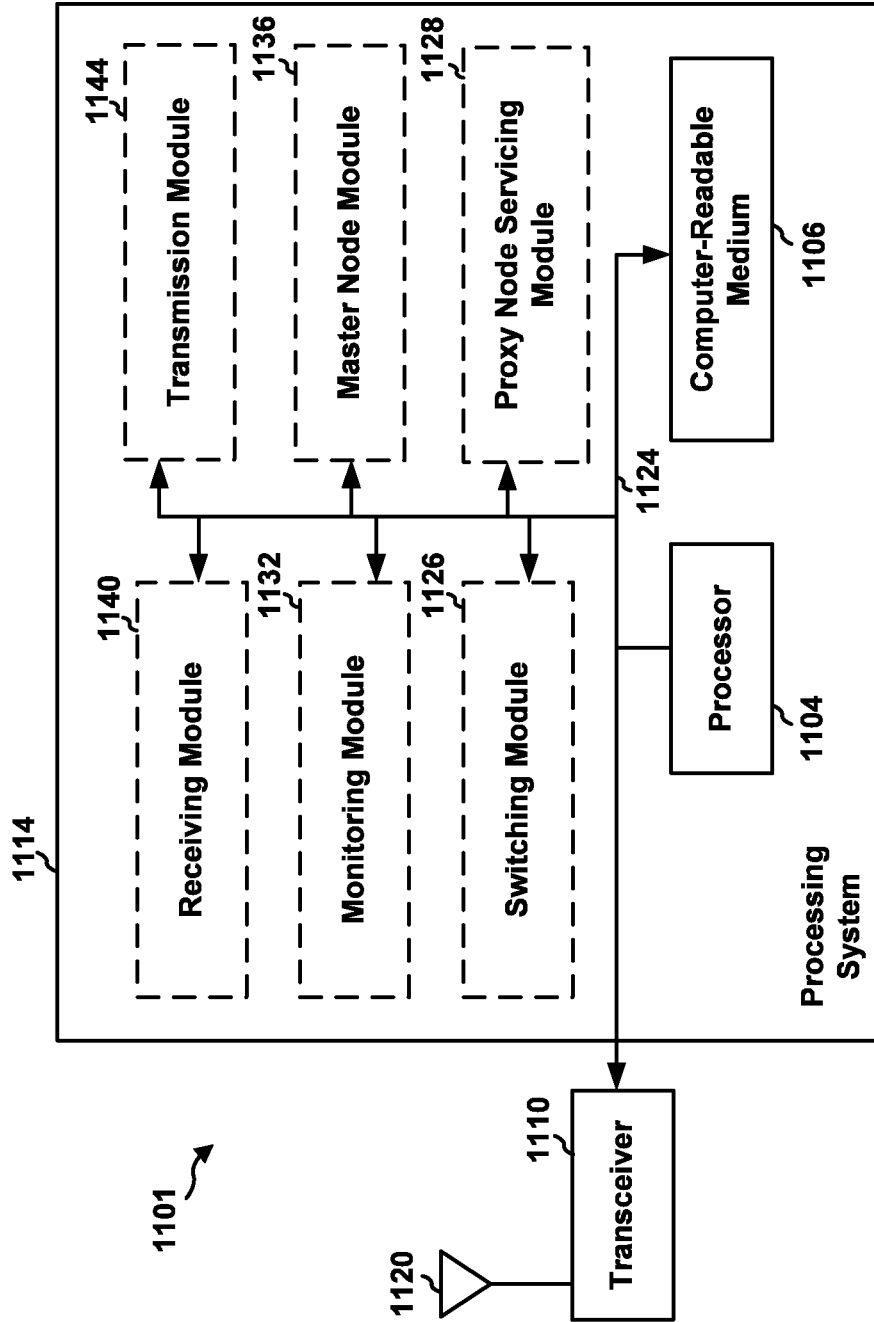 1101
1114
1140
Receiving Module
1144
Transmission Module
1132
Monitoring Module
1136
Master Node Module
1126
Switching Module
1128
Proxy Node Servicing
Module
1120
1110
Transceiver
1124
Processor
1104
Computer-Readable
Medium
1106
Processing
System